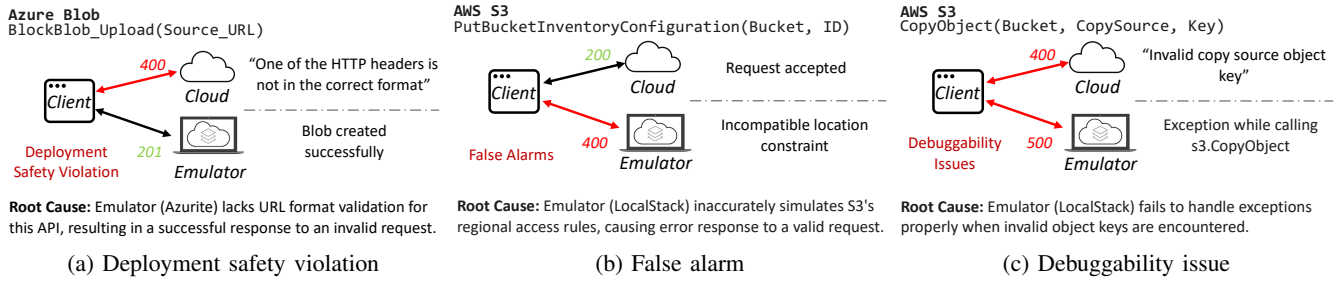 Azure Blob
BlockBlob_Upload(Source_URL)
400
"One of the HTTP headers is
not in the correct format"
Client
Cloud
Blob created
successfully
201
Deployment
Safety Violation
Emulator
Root Cause: Emulator (Azurite) lacks URL format validation for
this API, resulting in a successful response to an invalid request.
(a) Deployment safety violation
AWS S3
PutBucketInventoryConfiguration(Bucket, ID)
200
Request accepted
Client
Cloud
Incompatible location
constraint
400
False Alarms
Emulator
Root Cause: Emulator (LocalStack) inaccurately simulates S3's
regional access rules, causing error response to a valid request.
(b) False alarm
AWS S3
CopyObject(Bucket, CopySource, Key)
400
“Invalid copy source object
key”
Client
Cloud
Exception while calling
s3.CopyObject
500
Debuggability
Issues
Emulator
Root Cause: Emulator (LocalStack) fails to handle exceptions
properly when invalid object keys are encountered.
(c) Debuggability issue